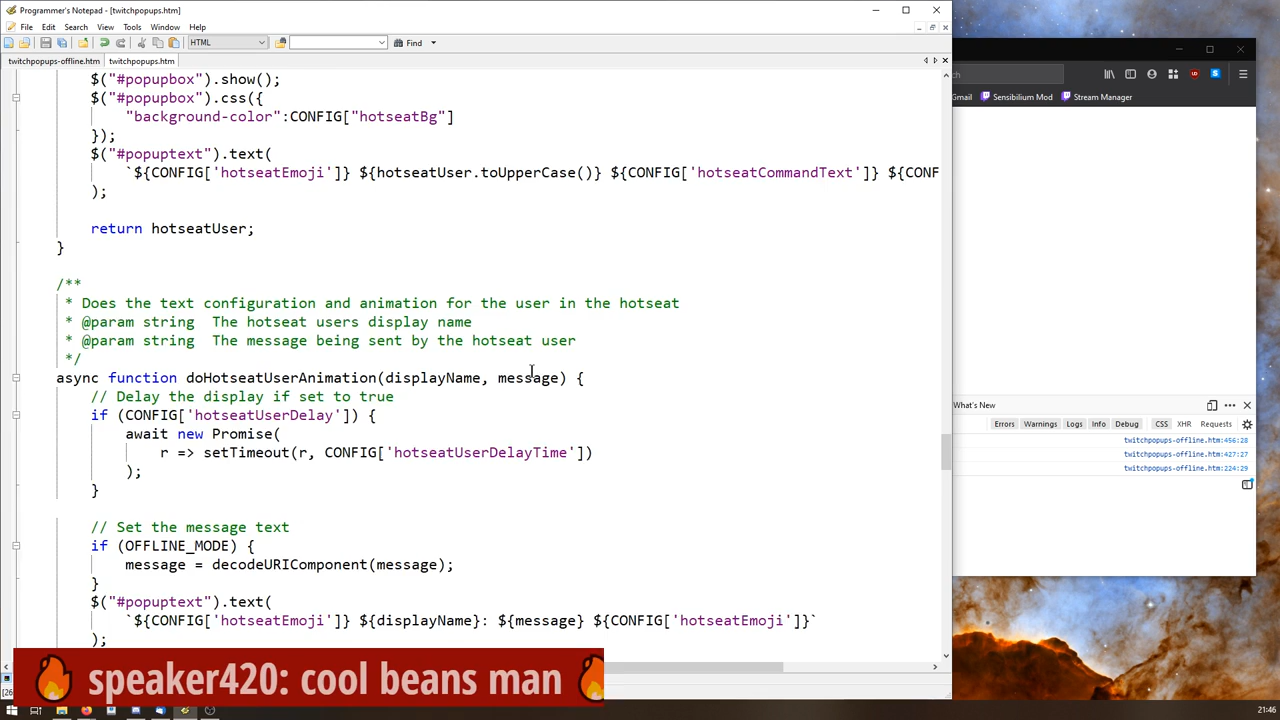 Programmer's Notepad - [twitchpopups.htm]
File Edit Search View Tools Window Help
HTML
Find
twitchpopups-offline.htm twitchpopups.htm
$("#popupbox").show();
$("#popupbox").css({
"background-color":CONFIG["hotseatBg"]
});
$("#popuptext").text(
`${CONFIG['hotseatEmoji']} ${hotseatUser.toUpperCase()} ${CONFIG['hotseatCommandText']} ${CONF
);
return hotseatUser;
}
/**
* Does the text configuration and animation for the user in the hotseat
* @param string  The hotseat users display name
* @param string  The message being sent by the hotseat user
*/
async function doHotseatUserAnimation(displayName, message) {
// Delay the display if set to true
if (CONFIG['hotseatUserDelay']) {
await new Promise(
r => setTimeout(r, CONFIG['hotseatUserDelayTime'])
);
}
// Set the message text
if (OFFLINE_MODE) {
message = decodeURIComponent(message);
}
$("#popuptext").text(
`${CONFIG['hotseatEmoji']} ${displayName}: ${message} ${CONFIG['hotseatEmoji']}`
);
speaker420: cool beans man
[26
ch
Gmail Sensibilium Mod Stream Manager
What's New
Errors Warnings Logs Info Debug CSS XHR Requests
twitchpopups-offline.htm:456:28
twitchpopups-offline.htm:427:27
twitchpopups-offline.htm:224:29
21:46